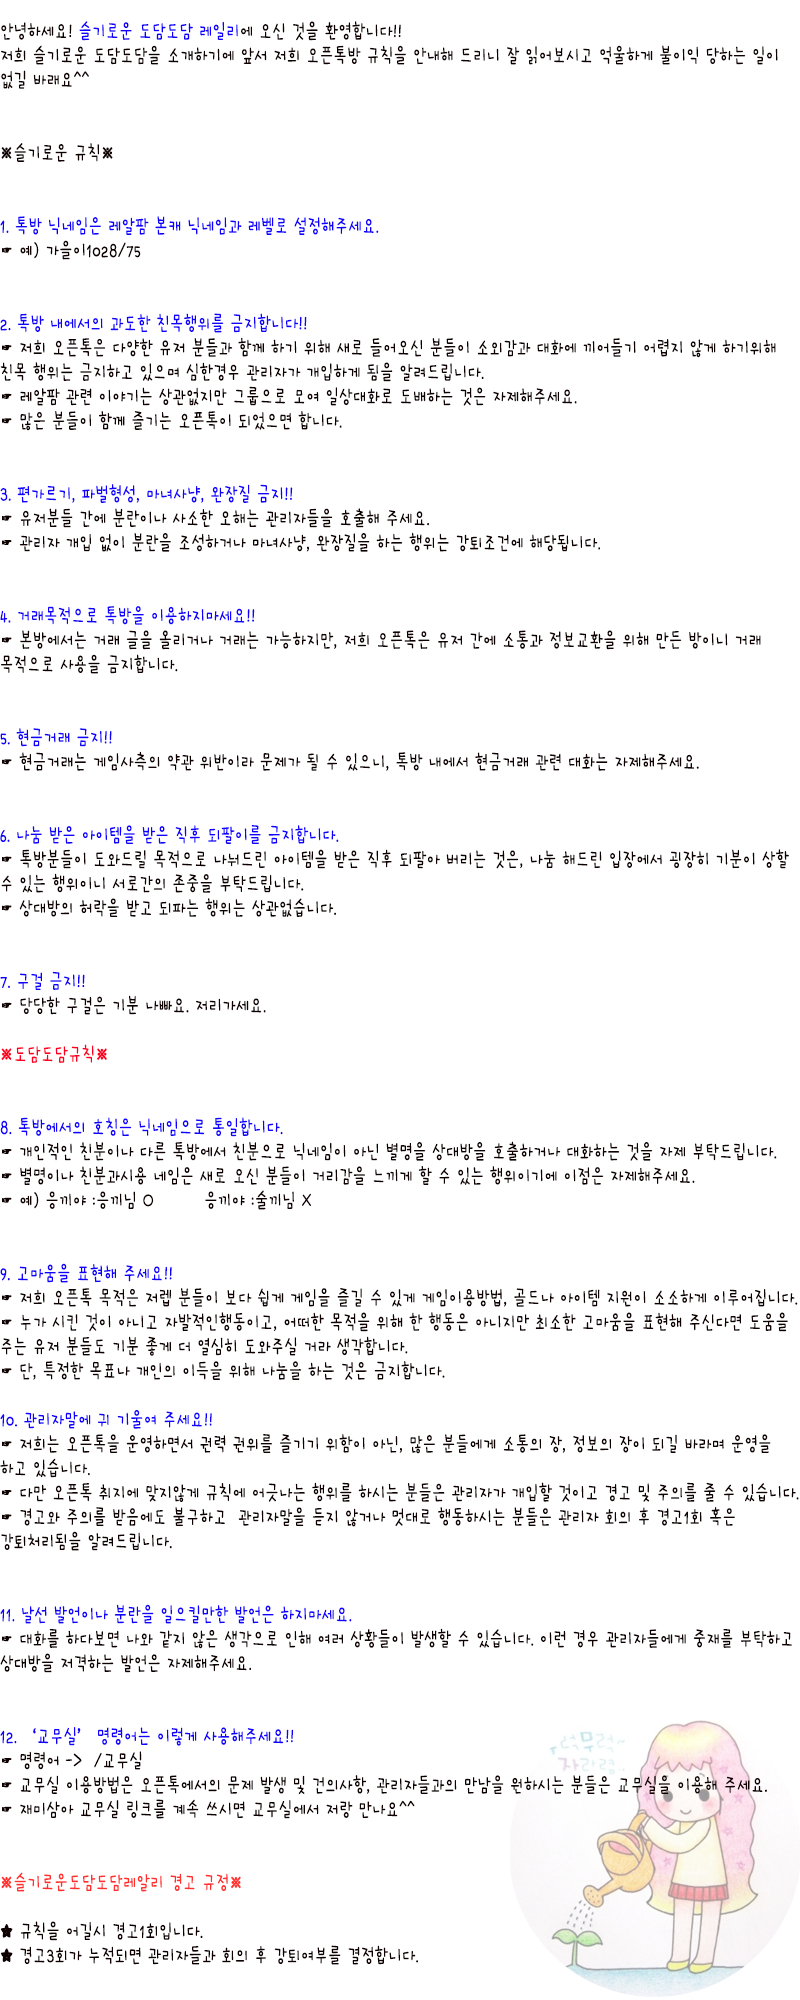 안녕하세요! 슬기로운 도담도담 레일리에 오신 것을 환영합니다!!
저희 슬기로운 도담도담을 소개하기에 앞서 저희 오픈톡방 규칙을 안내해 드리니 잘 읽어보시고 억울하게 불이익 당하는 일이
없길 바래요^^
※슬기로운 규칙※
1. 톡방 닉네임은 레알팜 본캐 닉네임과 레벨로 설정해주세요.
☛ 예) 가을이1028/75
2. 톡방 내에서의 과도한 친목행위를 금지합니다!!
☛ 저희 오픈톡은 다양한 유저 분들과 함께 하기 위해 새로 들어오신 분들이 소외감과 대화에 끼어들기 어렵지 않게 하기위해
친목 행위는 금지하고 있으며 심한경우 관리자가 개입하게 됨을 알려드립니다.
☛ 레알팜 관련 이야기는 상관없지만 그룹으로 모여 일상대화로 도배하는 것은 자제해주세요.
☛ 많은 분들이 함께 즐기는 오픈톡이 되었으면 합니다.
3. 편가르기, 파벌형성, 마녀사냥, 완장질 금지!!
☛ 유저분들 간에 분란이나 사소한 오해는 관리자들을 호출해 주세요.
☛ 관리자 개입 없이 분란을 조성하거나 마녀사냥, 완장질을 하는 행위는 강퇴조건에 해당됩니다.
4. 거래목적으로 톡방을 이용하지마세요!!
☛ 본방에서는 거래 글을 올리거나 거래는 가능하지만, 저희 오픈톡은 유저 간에 소통과 정보교환을 위해 만든 방이니 거래
목적으로 사용을 금지합니다.
5. 현금거래 금지!!
☛ 현금거래는 게임사측의 약관 위반이라 문제가 될 수 있으니, 톡방 내에서 현금거래 관련 대화는 자제해주세요.
6. 나눔 받은 아이템을 받은 직후 되팔이를 금지합니다.
☛ 톡방분들이 도와드릴 목적으로 나눠드린 아이템을 받은 직후 되팔아 버리는 것은, 나눔 해드린 입장에서 굉장히 기분이 상할
수 있는 행위이니 서로간의 존중을 부탁드립니다.
☛ 상대방의 허락을 받고 되파는 행위는 상관없습니다.
7. 구걸 금지!!
☛ 당당한 구걸은 기분 나빠요. 저리가세요.
※도담도담규칙※
8. 톡방에서의 호칭은 닉네임으로 통일합니다.
☛ 개인적인 친분이나 다른 톡방에서 친분으로 닉네임이 아닌 별명을 상대방을 호출하거나 대화하는 것을 자제 부탁드립니다.
☛ 별명이나 친분과시용 네임은 새로 오신 분들이 거리감을 느끼게 할 수 있는 행위이기에 이점은 자제해주세요.
☛ 예) 응끼야 :응끼님 O 응끼야 :술끼님 X
9. 고마움을 표현해 주세요!!
☛ 저희 오픈톡 목적은 저렙 분들이 보다 쉽게 게임을 즐길 수 있게 게임이용방법, 골드나 아이템 지원이 소소하게 이루어집니다.
☛ 누가 시킨 것이 아니고 자발적인행동이고, 어떠한 목적을 위해 한 행동은 아니지만 최소한 고마움을 표현해 주신다면 도움을
주는 유저 분들도 기분 좋게 더 열심히 도와주실 거라 생각합니다.
☛ 단, 특정한 목표나 개인의 이득을 위해 나눔을 하는 것은 금지합니다.
10. 관리자말에 귀 기울여 주세요!!
☛ 저희는 오픈톡을 운영하면서 권력 권위를 즐기기 위함이 아닌, 많은 분들에게 소통의 장, 정보의 장이 되길 바라며 운영을
하고 있습니다.
☛ 다만 오픈톡 취지에 맞지않게 규칙에 어긋나는 행위를 하시는 분들은 관리자가 개입할 것이고 경고 및 주의를 줄 수 있습니다.
☛ 경고와 주의를 받음에도 불구하고 관리자말을 듣지 않거나 멋대로 행동하시는 분들은 관리자 회의 후 경고1회 혹은
강퇴처리됨을 알려드립니다.
11. 날선 발언이나 분란을 일으킬만한 발언은 하지마세요.
☛ 대화를 하다보면 나와 같지 않은 생각으로 인해 여러 상황들이 발생할 수 있습니다. 이런 경우 관리자들에게 중재를 부탁하고
상대방을 저격하는 발언은 자제해주세요.
12. '교무실' 명령어는 이렇게 사용해주세요!!
☛ 명령어 -> /교무실
☛ 교무실 이용방법은 오픈톡에서의 문제 발생 및 건의사항, 관리자들과의 만남을 원하시는 분들은 교무실을 이용해 주세요.
☛ 재미삼아 교무실 링크를 계속 쓰시면 교무실에서 저랑 만나요^^
무럭무럭~
자라렴..
※슬기로운도담도담레알리 경고 규정※
★ 규칙을 어길시 경고1회입니다.
★ 경고3회가 누적되면 관리자들과 회의 후 강퇴여부를 결정합니다.